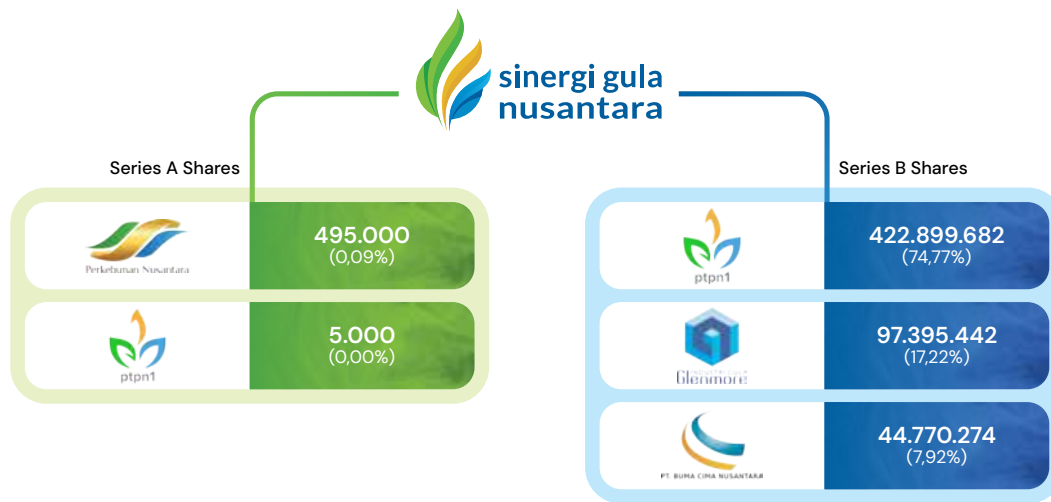 sinergi gula
nusantara
Series A Shares
Perkebunan Nusantara
495.000
(0,09%)
ptpn1
5.000
(0,00%)
Series B Shares
ptpn1
422.899.682
(74,77%)
INDUSTRI GULA
Glenmore
97.395.442
(17,22%)
PT. BUMA CIMA NUSANTARA
44.770.274
(7,92%)